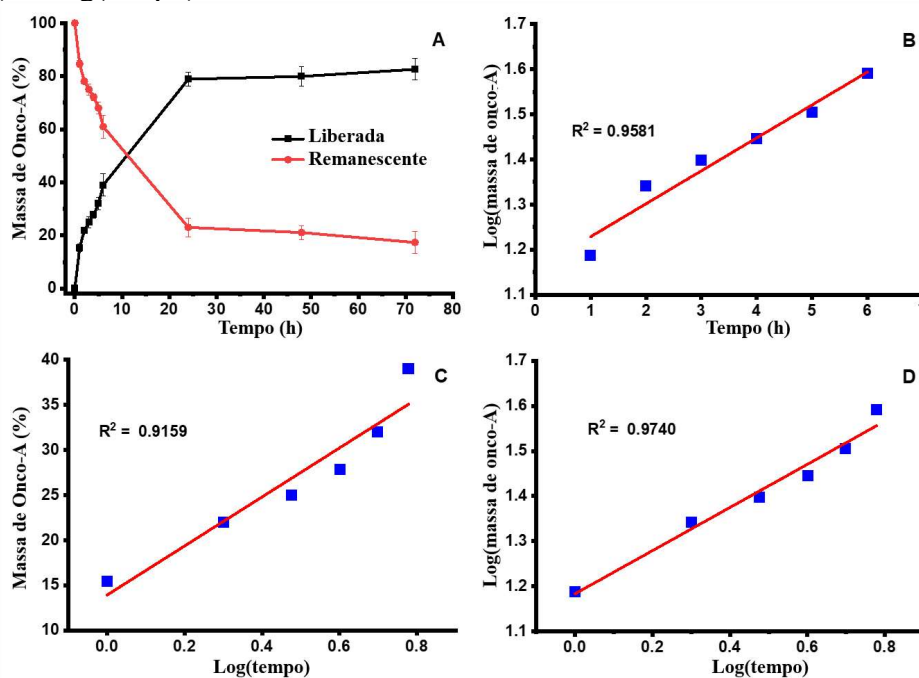 A
Massa de Onco-A (%)
100
80
60
40
20
0
Liberada
Remanescente
0 10 20 30 40 50 60 70 80
Tempo (h)
B
Log(massa de onco-A)
1.7
1.6
1.5
1.4
1.3
1.2
1.1
R² = 0.9581
0 1 2 3 4 5 6
Tempo (h)
C
Massa de Onco-A (%)
40
35
30
25
20
15
10
R² = 0.9159
0.0 0.2 0.4 0.6 0.8
Log(tempo)
D
Log(massa de onco-A)
1.7
1.6
1.5
1.4
1.3
1.2
1.1
R² = 0.9740
0.0 0.2 0.4 0.6 0.8
Log(tempo)